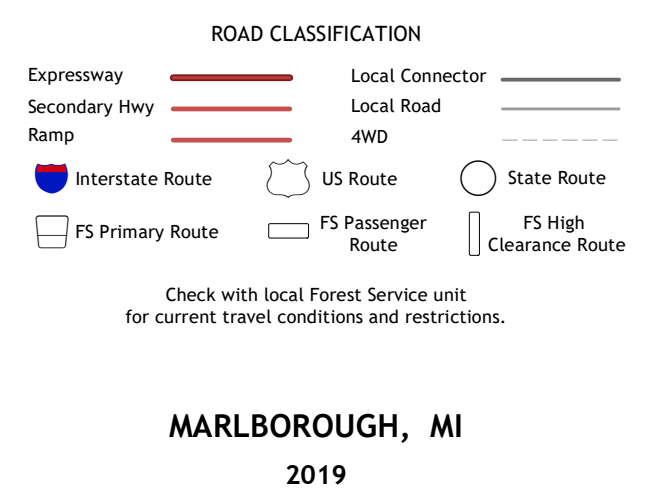 ROAD CLASSIFICATION
Expressway
Local Connector
Secondary Hwy
Local Road
Ramp
4WD
Interstate Route
US Route
State Route
FS Primary Route
FS Passenger
Route
FS High
Clearance Route
Check with local Forest Service unit
for current travel conditions and restrictions.
MARLBOROUGH, MI
2019